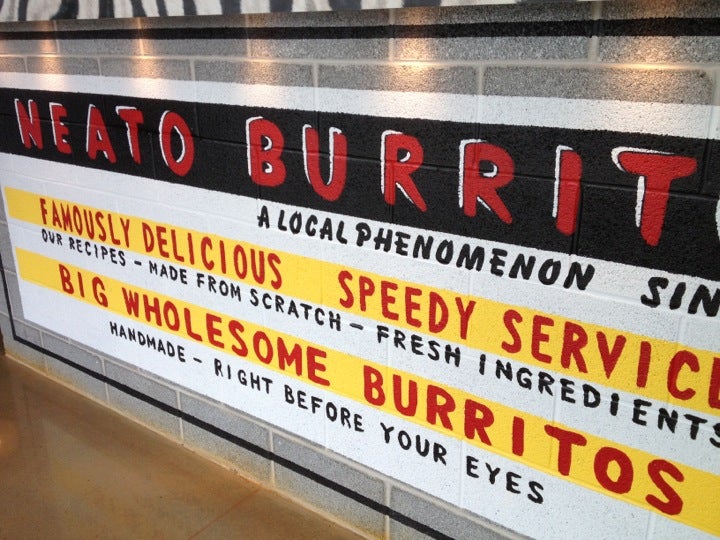 NEATO BURRIT
A LOCAL PHENOMENON SIN
FAMOUSLY DELICIOUS SPEEDY SERVICE
OUR RECIPES - MADE FROM SCRATCH - FRESH INGREDIENTS
BIG WHOLESOME BURRITOS
HANDMADE - RIGHT BEFORE YOUR EYES